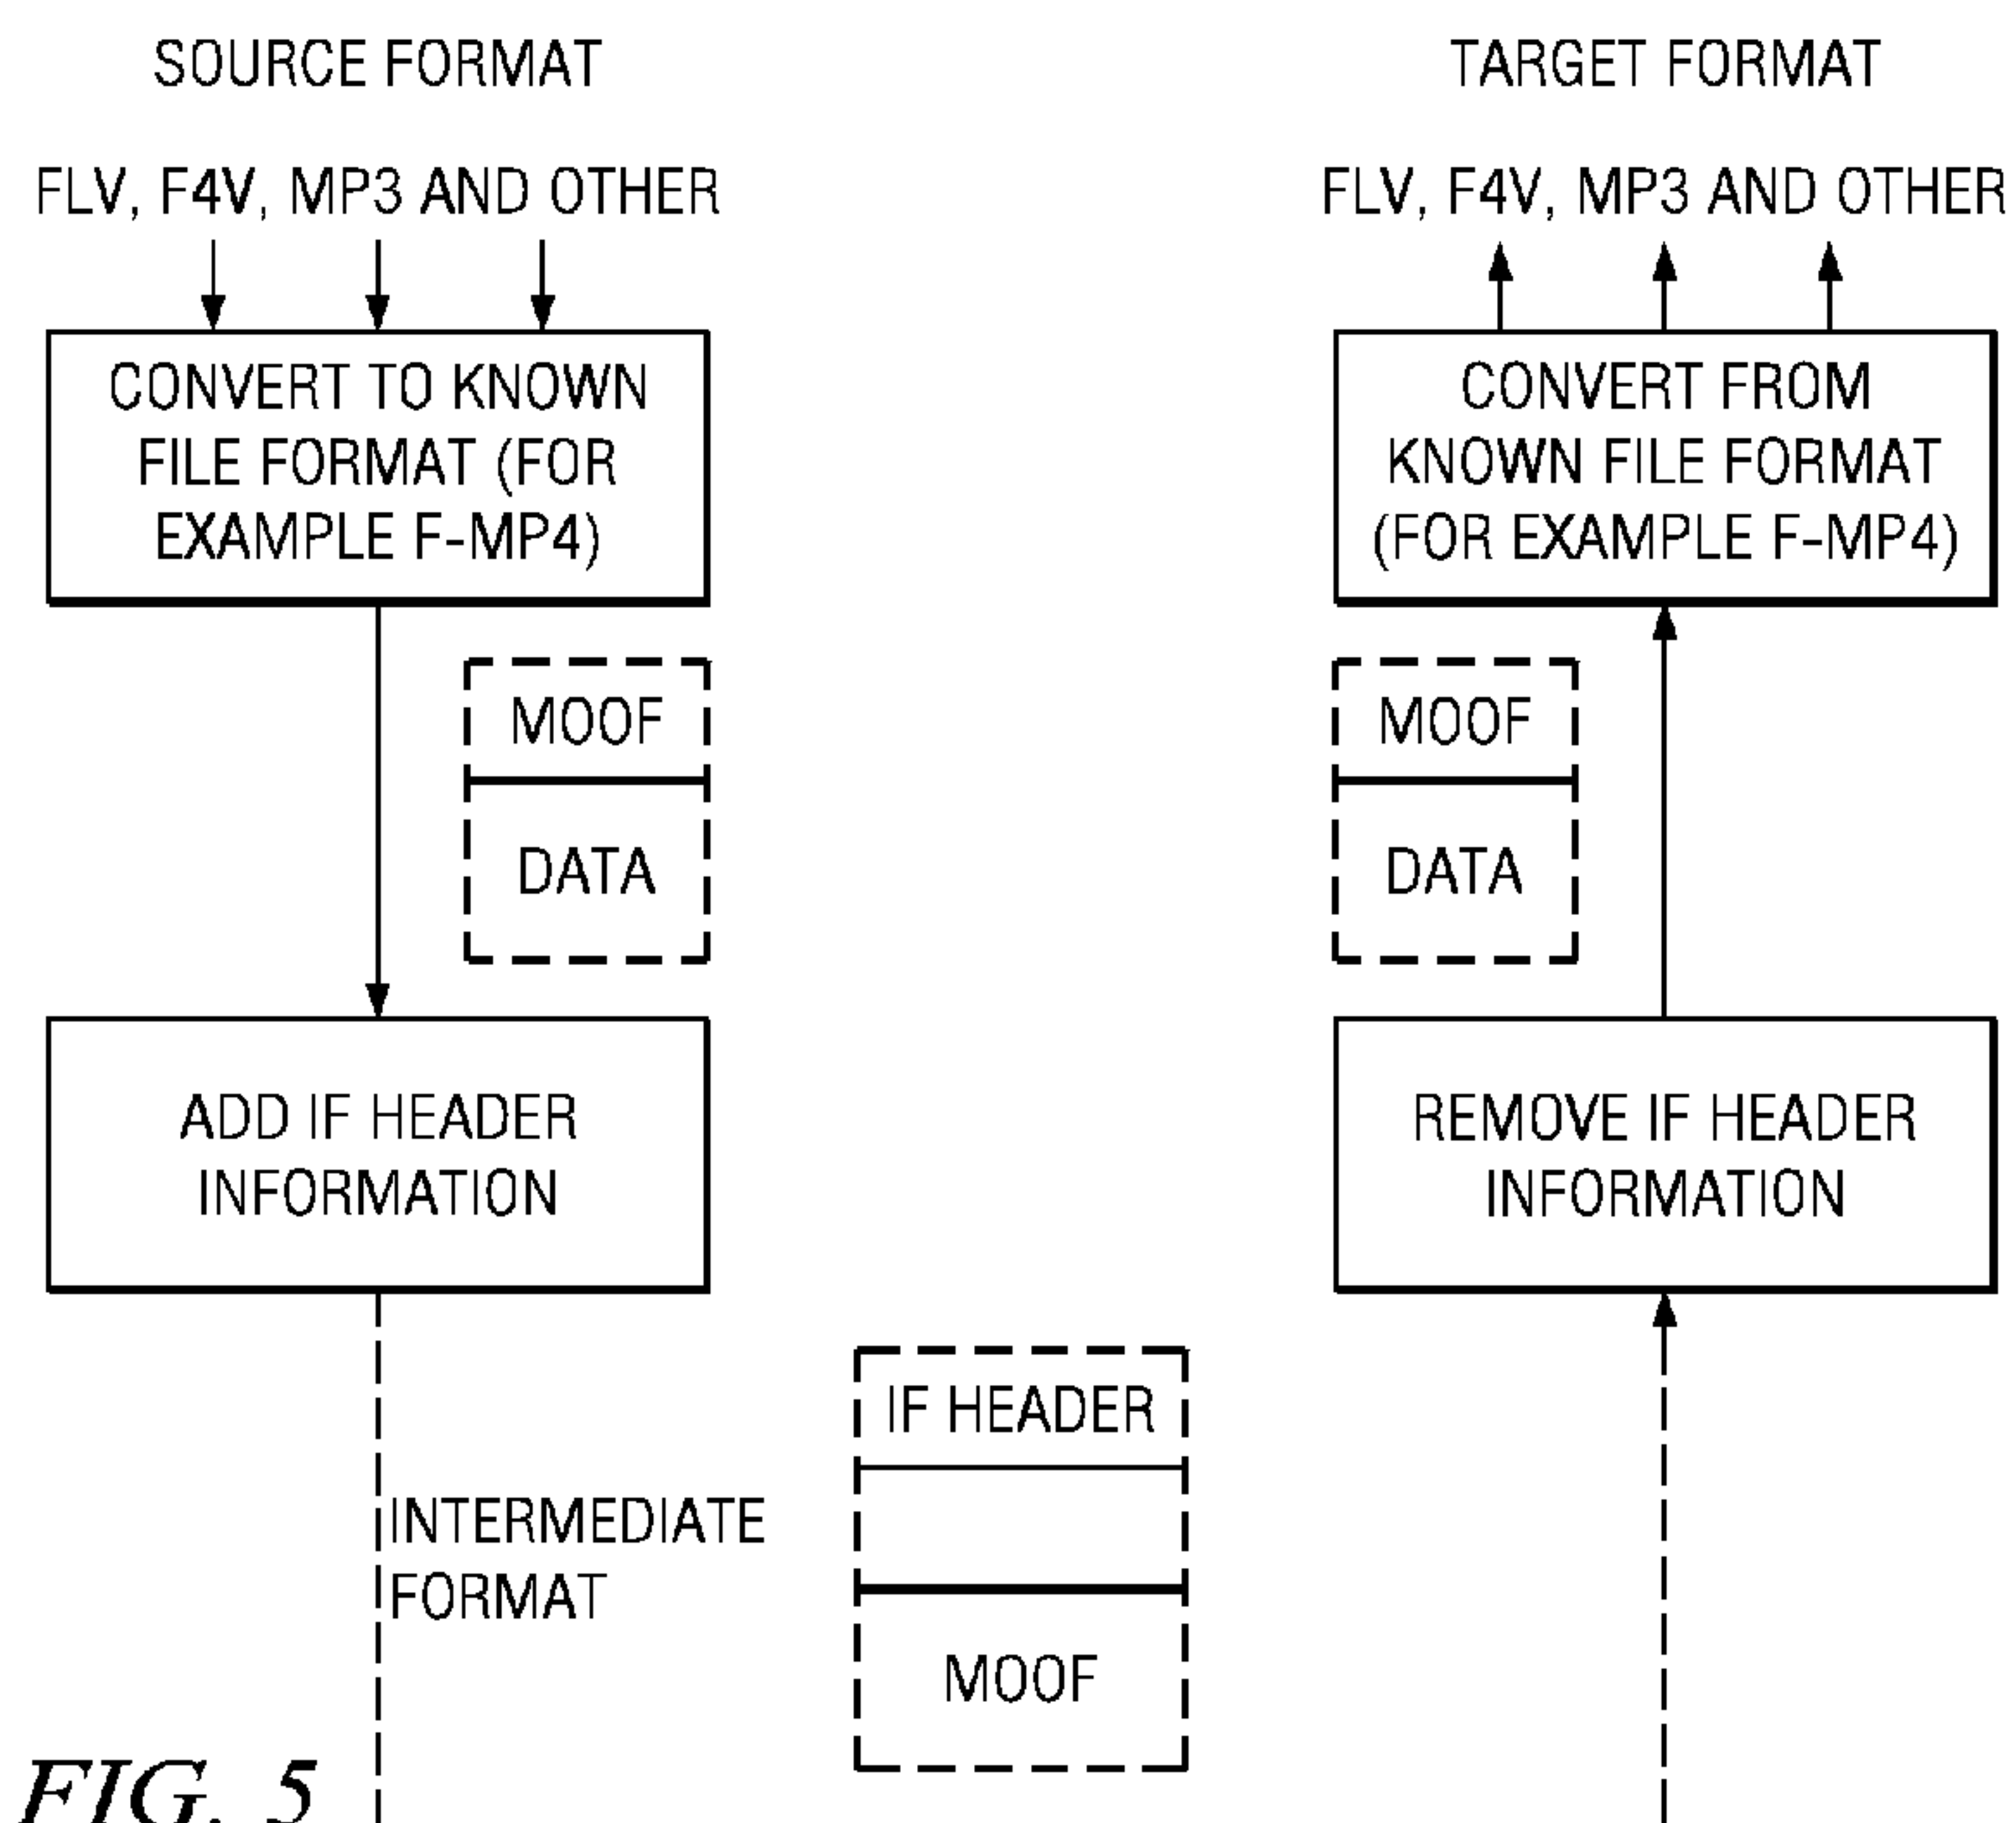 SOURCE FORMAT
FLV, F4V, MP3 AND OTHER
CONVERT TO KNOWN
FILE FORMAT (FOR
EXAMPLE F-MP4)
MOOF
DATA
ADD IF HEADER
INFORMATION
INTERMEDIATE
FORMAT
IF HEADER
MOOF
TARGET FORMAT
FLV, F4V, MP3 AND OTHER
CONVERT FROM
KNOWN FILE FORMAT
(FOR EXAMPLE F-MP4)
MOOF
DATA
REMOVE IF HEADER
INFORMATION
FIG. 5